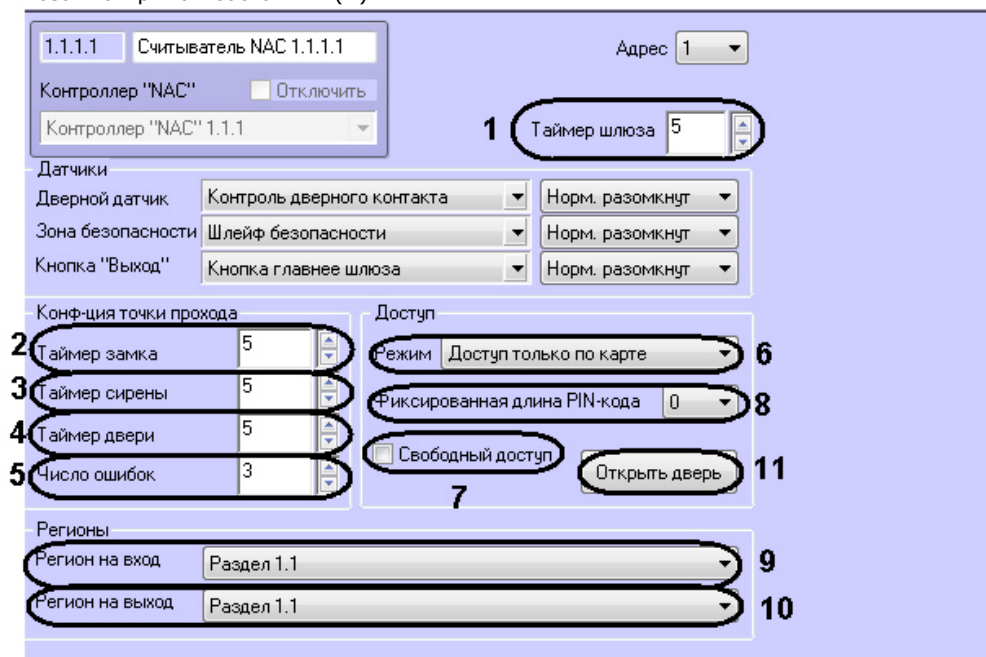 1.1.1.1 Считыватель NAC 1.1.1.1 Адрес 1
Контроллер "NAC" Отключить
Контроллер "NAC" 1.1.1 1 Таймер шлюза 5
Датчики
Дверной датчик Контроль дверного контакта Норм. разомкнут
Зона безопасности Шлейф безопасности Норм. разомкнут
Кнопка "Выход" Кнопка главнее шлюза Норм. разомкнут
Конф-ция точки прохода Доступ
2 Таймер замка 5 Режим Доступ только по карте 6
3 Таймер сирены 5 Фиксированная длина PIN-кода 0 8
4 Таймер двери 5 Свободный доступ
5 Число ошибок 3 7 Открыть дверь 11
Регионы
Регион на вход Раздел 1.1 9
Регион на выход Раздел 1.1 10